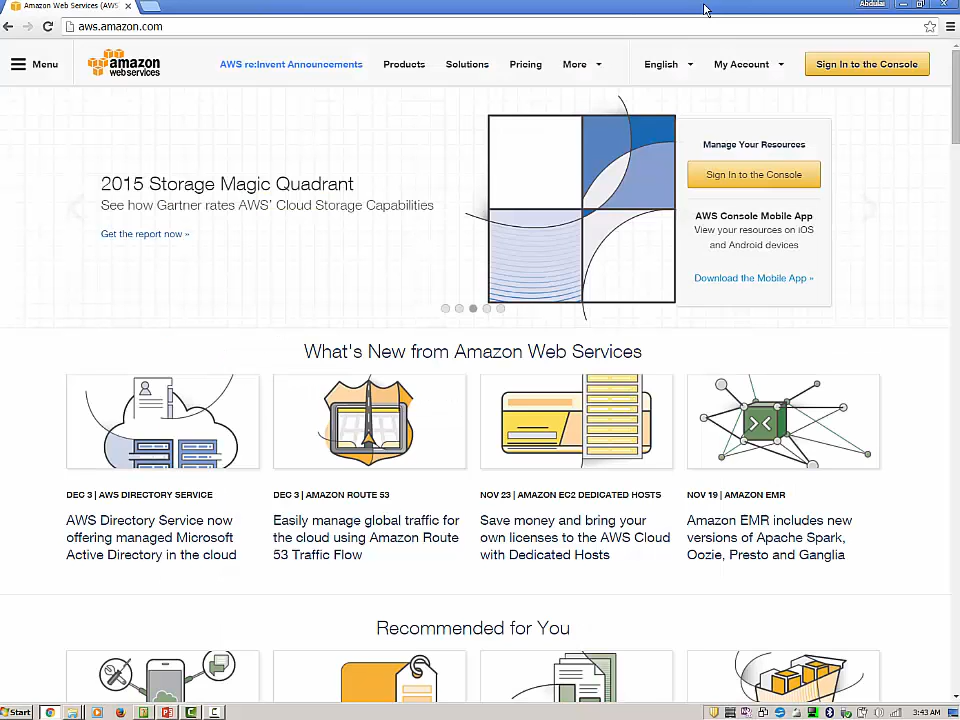 Amazon Web Services (AWS
Abdullah
aws.amazon.com
Menu
amazon
web services
AWS re:Invent Announcements
Products
Solutions
Pricing
More
English
My Account
Sign In to the Console
2015 Storage Magic Quadrant
See how Gartner rates AWS' Cloud Storage Capabilities
Get the report now »
Manage Your Resources
Sign In to the Console
AWS Console Mobile App
View your resources on iOS
and Android devices
Download the Mobile App »
What's New from Amazon Web Services
DEC 3 | AWS DIRECTORY SERVICE
AWS Directory Service now
offering managed Microsoft
Active Directory in the cloud
DEC 3 | AMAZON ROUTE 53
Easily manage global traffic for
the cloud using Amazon Route
53 Traffic Flow
NOV 23 | AMAZON EC2 DEDICATED HOSTS
Save money and bring your
own licenses to the AWS Cloud
with Dedicated Hosts
NOV 19 | AMAZON EMR
Amazon EMR includes new
versions of Apache Spark,
Oozie, Presto and Ganglia
Recommended for You
Start
3:43 AM